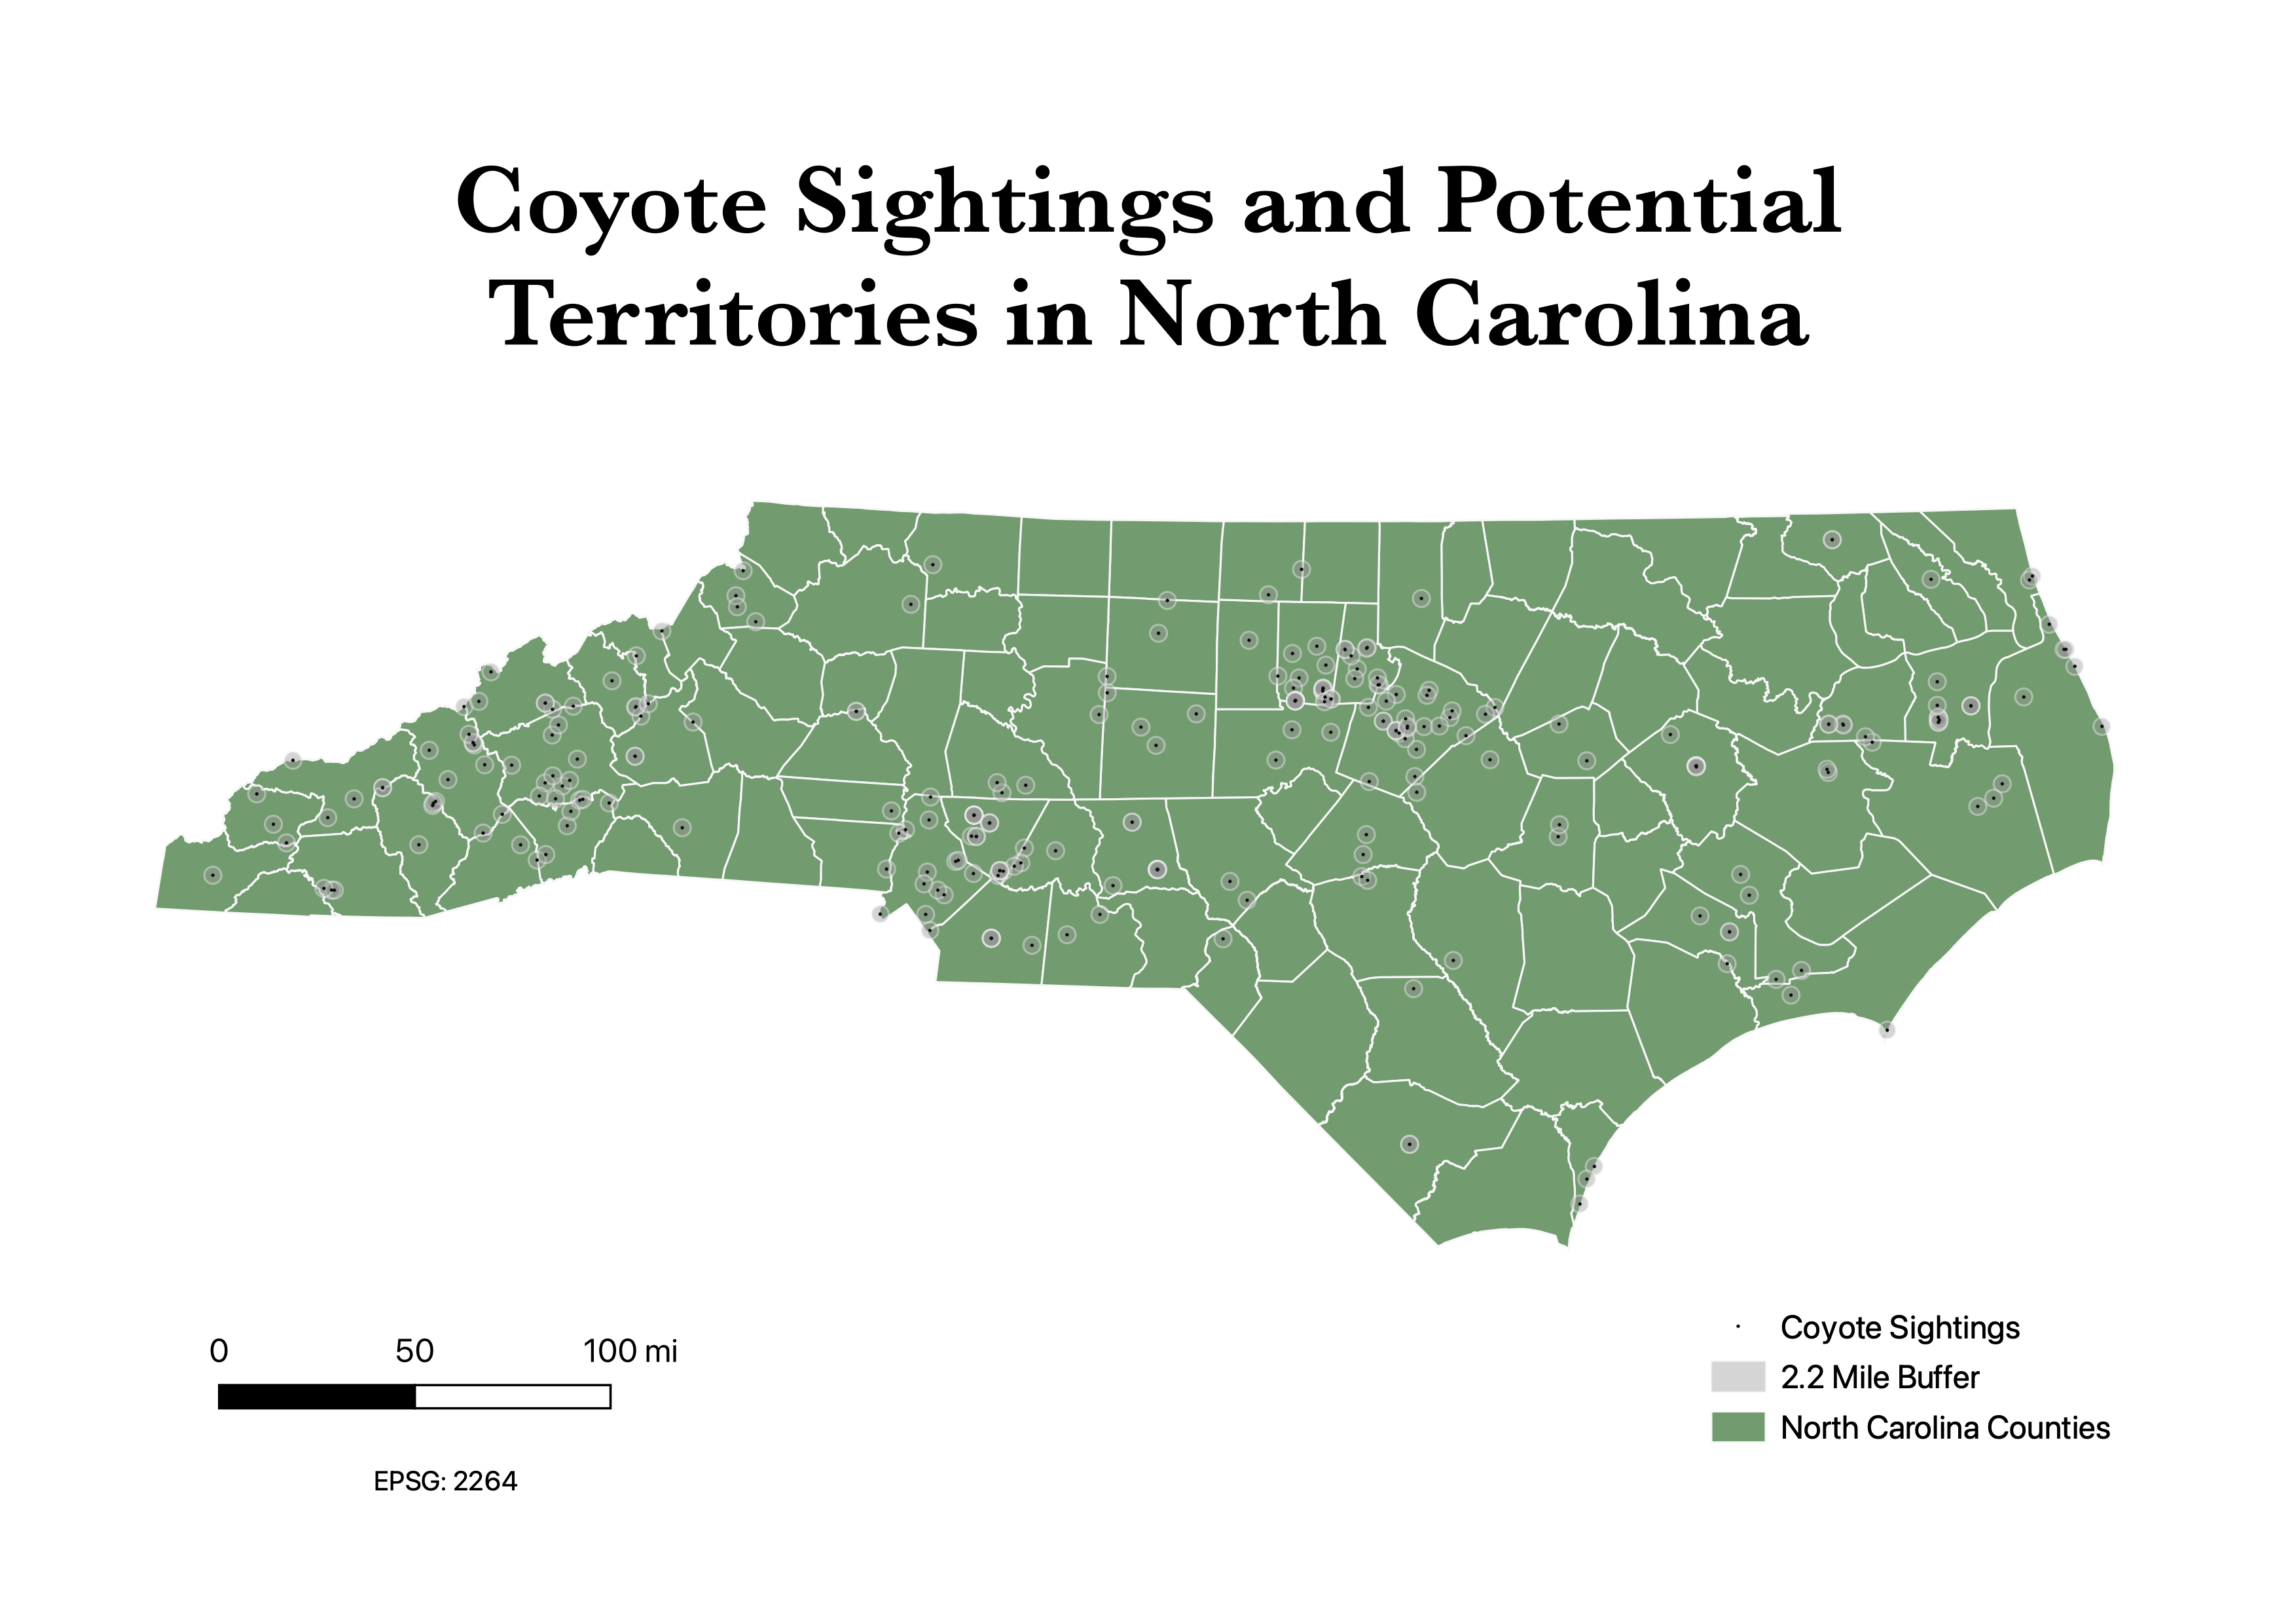 Coyote Sightings and Potential
Territories in North Carolina
0 50 100 mi
EPSG: 2264
Coyote Sightings
2.2 Mile Buffer
North Carolina Counties